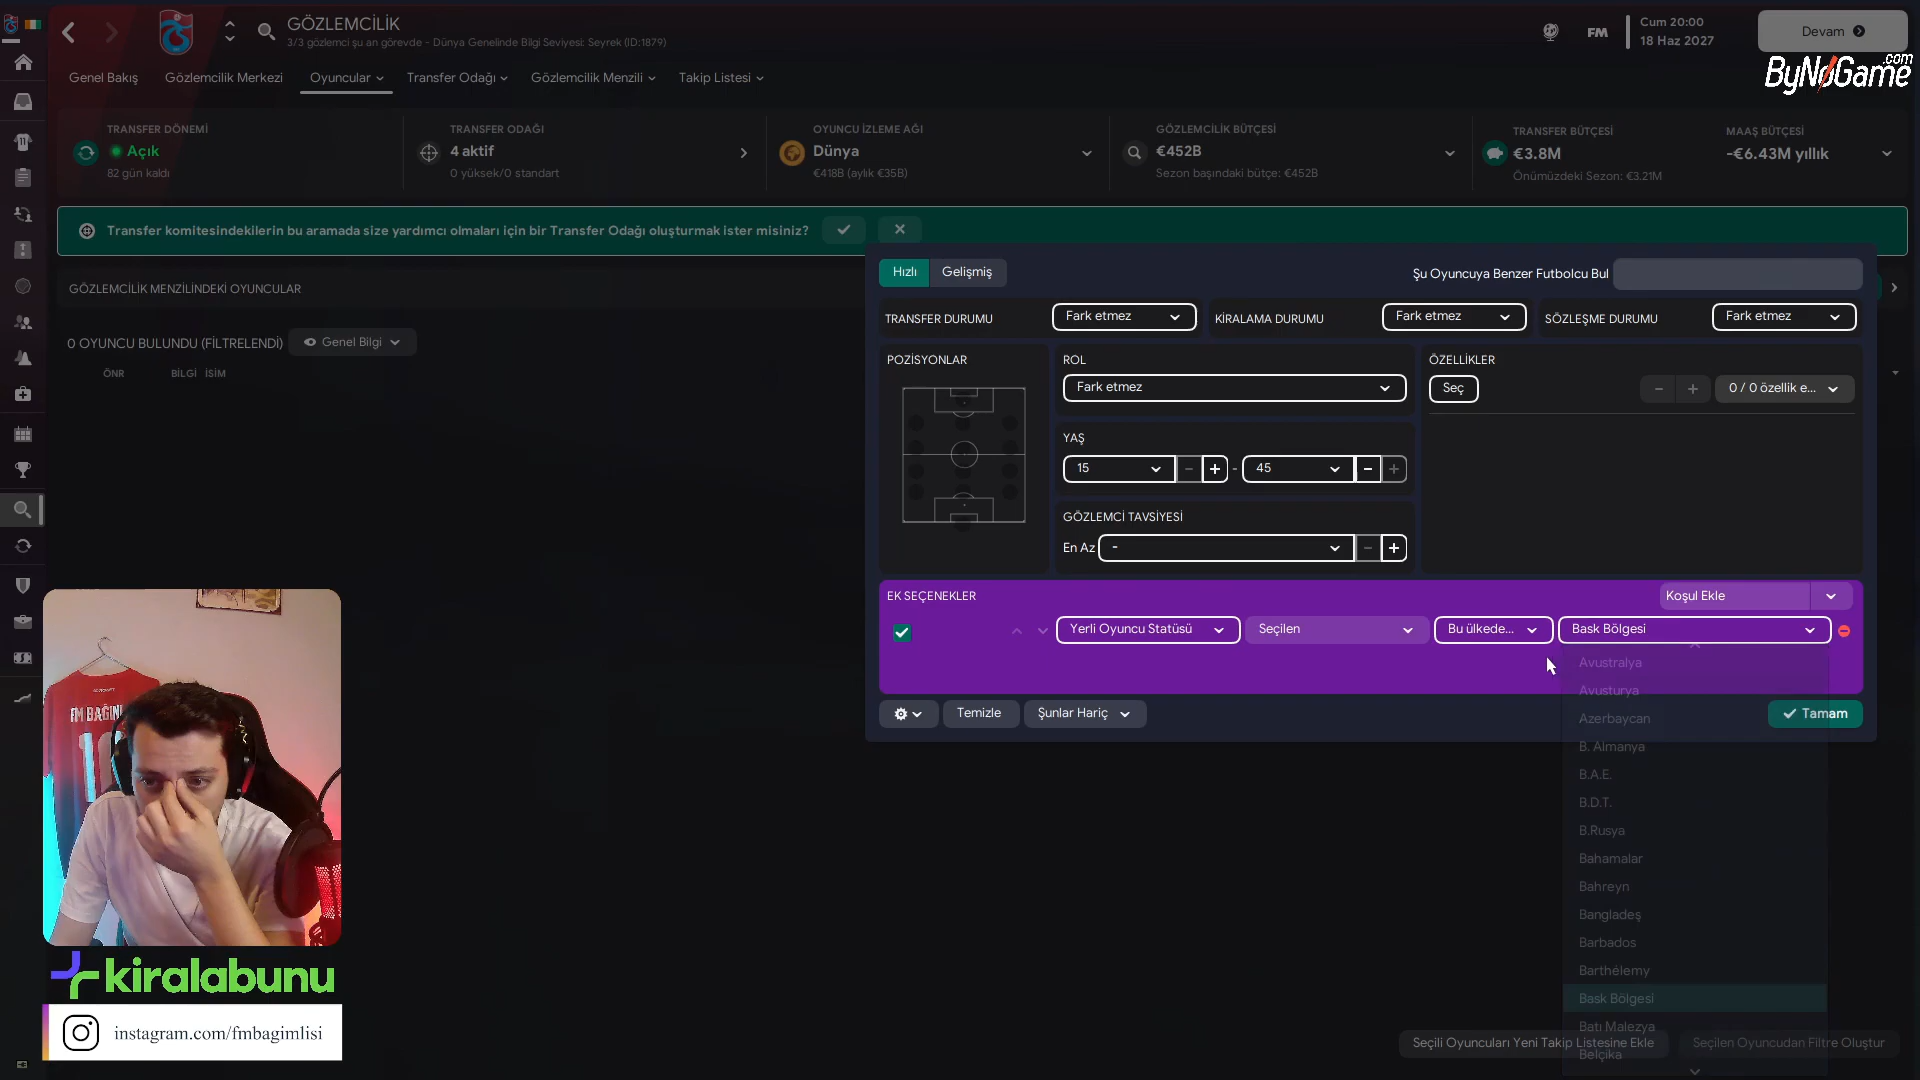 GÖZLEMCİLİK
3/3 gözlemci şu an görevde - Dünya Genelinde Bilgi Seviyesi: Seyrek (ID:1879)
FM
Cum 20:00
18 Haz 2027
Devam
ByNoGame.com
Genel Bakış
Gözlemcilik Merkezi
Oyuncular
Transfer Odağı
Gözlemcilik Menzili
Takip Listesi
TRANSFER DÖNEMİ
Açık
82 gün kaldı
TRANSFER ODAĞI
4 aktif
0 yüksek/0 standart
OYUNCU İZLEME AĞI
Dünya
€418B (aylık €35B)
GÖZLEMCİLİK BÜTÇESİ
€452B
Sezon başındaki bütçe: €452B
TRANSFER BÜTÇESİ
€3.8M
Önümüzdeki Sezon: €3.21M
MAAŞ BÜTÇESİ
-€6.43M yıllık
Transfer komitesindekilerin bu aramada size yardımcı olmaları için bir Transfer Odağı oluşturmak ister misiniz?
GÖZLEMCİLİK MENZİLİNDEKİ OYUNCULAR
0 OYUNCU BULUNDU (FİLTRELENDİ)
Genel Bilgi
ÖNR
BİLGİ
İSİM
Hızlı
Gelişmiş
Şu Oyuncuya Benzer Futbolcu Bul
TRANSFER DURUMU
Fark etmez
KİRALAMA DURUMU
Fark etmez
SÖZLEŞME DURUMU
Fark etmez
POZİSYONLAR
ROL
Fark etmez
YAŞ
15
-
45
GÖZLEMCİ TAVSİYESİ
En Az
-
ÖZELLİKLER
Seç
0 / 0 özellik e...
EK SEÇENEKLER
Koşul Ekle
Yerli Oyuncu Statüsü
Seçilen
Bu ülkede...
Bask Bölgesi
Temizle
Şunlar Hariç
Tamam
Avustralya
Avusturya
Azerbaycan
B. Almanya
B.A.E.
B.D.T.
B.Rusya
Bahamalar
Bahreyn
Bangladeş
Barbados
Barthélemy
Bask Bölgesi
Batı Malezya
Belçika
Seçili Oyuncuları Yeni Takip Listesine Ekle
Seçilen Oyuncudan Filtre Oluştur
FM BAĞIM
kiralabunu
instagram.com/fmbagimlisi